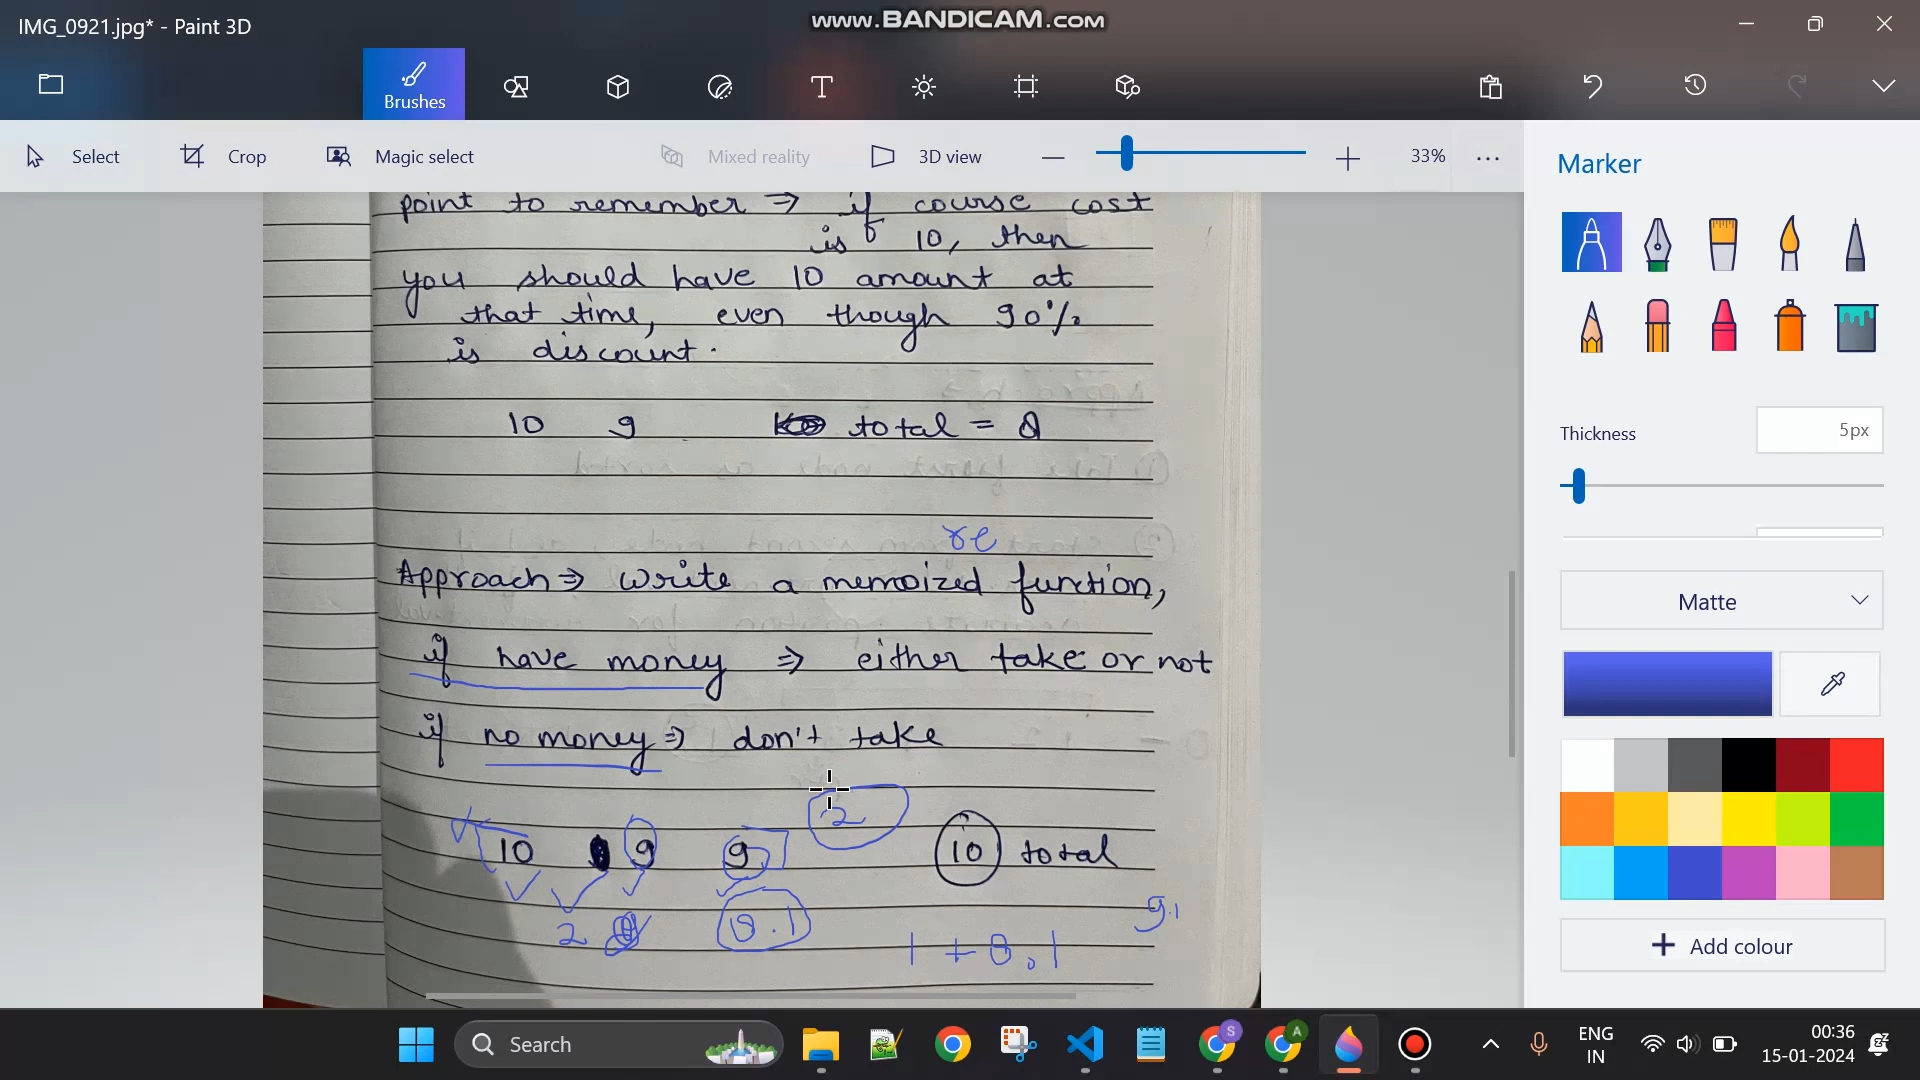 IMG_0921.jpg* - Paint 3D
www.BANDICAM.com
Brushes
Select
Crop
Magic select
Mixed reality
3D view
33%
Marker
Thickness
5px
Matte
Add colour
point to remember ⇒ if course cost
is 10, then
you should have 10 amount at
that time, even though 90%
is discount.
10 9 total =
re
Approach ⇒ write a memoized function,
if have money ⇒ either take or not
if no money ⇒ don't take
2
10 9 9 10 total
2 8.1 9.1
1 + 8.1
Search
S
A
ENG
IN
00:36
15-01-2024